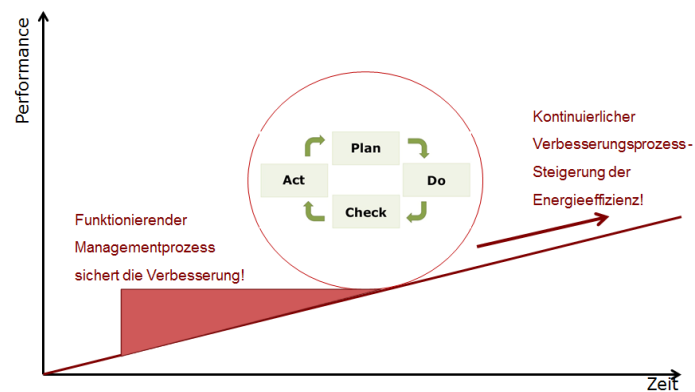 Performance
Kontinuierlicher
Verbesserungsprozess-
Steigerung der
Energieeffizienz!
Plan
Act
Do
Check
Funktionierender
Managementprozess
sichert die Verbesserung!
Zeit